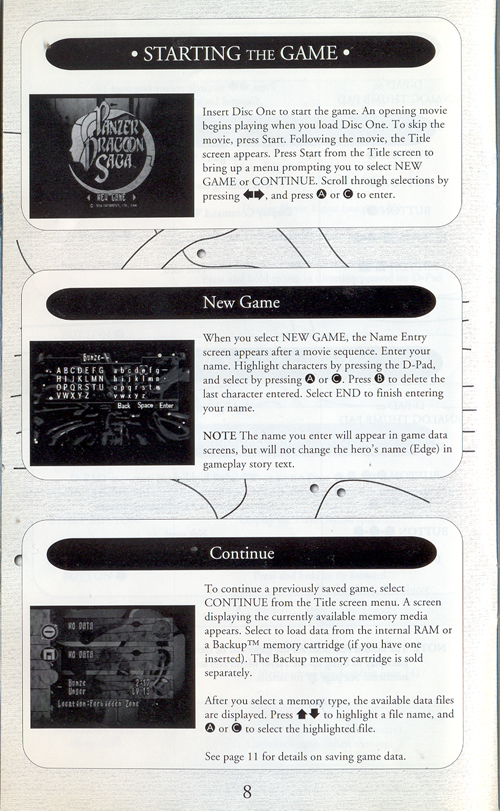 • STARTING THE GAME •
PANZER
DRAGOON
SAGA
NEW GAME
Insert Disc One to start the game. An opening movie
begins playing when you load Disc One. To skip the
movie, press Start. Following the movie, the Title
screen appears. Press Start from the Title screen to
bring up a menu prompting you to select NEW
GAME or CONTINUE. Scroll through selections by
pressing ⬅➡, and press A or C to enter.
New Game
A B C D E F G a b c d e f g
H I J K L M N h i j k l m n
O P Q R S T U o p q r s t u
V W X Y Z v w x y z
Back Space Enter
When you select NEW GAME, the Name Entry
screen appears after a movie sequence. Enter your
name. Highlight characters by pressing the D-Pad,
and select by pressing A or C. Press B to delete the
last character entered. Select END to finish entering
your name.
NOTE The name you enter will appear in game data
screens, but will not change the hero's name (Edge) in
gameplay story text.
Continue
NO DATA
NO DATA
Location:Forbidden Zone
To continue a previously saved game, select
CONTINUE from the Title screen menu. A screen
displaying the currently available memory media
appears. Select to load data from the internal RAM or
a Backup™ memory cartridge (if you have one
inserted). The Backup memory cartridge is sold
separately.
After you select a memory type, the available data files
are displayed. Press ⬆⬇ to highlight a file name, and
A or C to select the highlighted file.
See page 11 for details on saving game data.
8